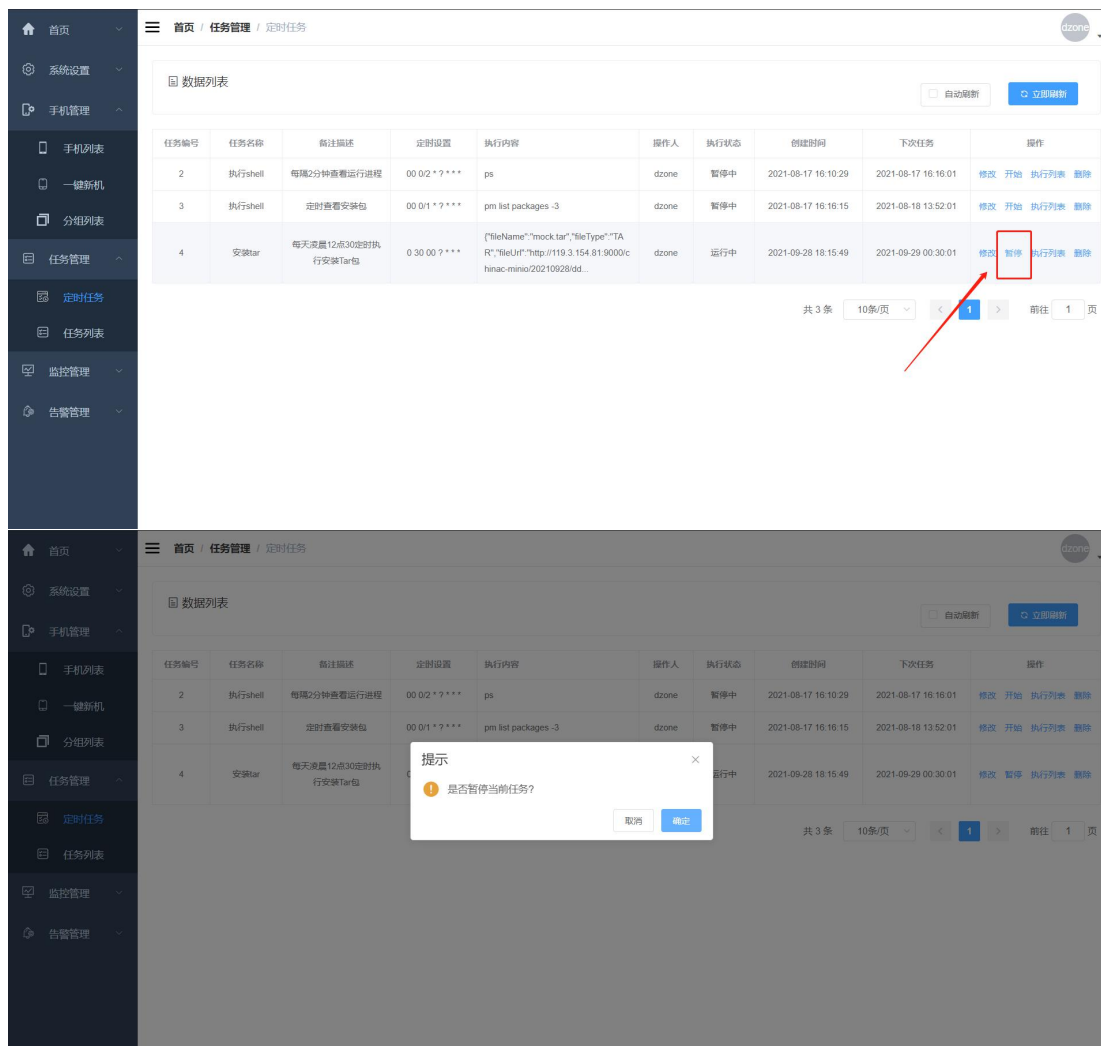 首页
首页 / 任务管理 / 定时任务
dzone
系统设置
数据列表
自动刷新
立即刷新
手机管理
手机列表
一键新机
分组列表
任务管理
定时任务
任务列表
监控管理
告警管理
任务编号 任务名称 备注描述 定时设置 执行内容 操作人 执行状态 创建时间 下次任务 操作
2 执行shell 每隔2分钟查看运行进程 00 0/2 * ? * * * ps dzone 暂停中 2021-08-17 16:10:29 2021-08-17 16:16:01 修改 开始 执行列表 删除
3 执行shell 定时查看安装包 00 0/1 * ? * * * pm list packages -3 dzone 暂停中 2021-08-17 16:16:15 2021-08-18 13:52:01 修改 开始 执行列表 删除
4 安装tar 每天凌晨12点30定时执 0 30 00 ? * * * {"fileName":"mock.tar","fileType":"TA dzone 运行中 2021-09-28 18:15:49 2021-09-29 00:30:01 修改 暂停 执行列表 删除
行安装Tar包 R","fileUrl":"http://119.3.154.81:9000/c
hinac-minio/20210928/dd...
共 3 条 10条/页 < 1 > 前往 1 页
首页
首页 / 任务管理 / 定时任务
dzone
系统设置
数据列表
自动刷新
立即刷新
手机管理
手机列表
一键新机
分组列表
任务管理
定时任务
任务列表
监控管理
告警管理
任务编号 任务名称 备注描述 定时设置 执行内容 操作人 执行状态 创建时间 下次任务 操作
2 执行shell 每隔2分钟查看运行进程 00 0/2 * ? * * * ps dzone 暂停中 2021-08-17 16:10:29 2021-08-17 16:16:01 修改 开始 执行列表 删除
3 执行shell 定时查看安装包 00 0/1 * ? * * * pm list packages -3 dzone 暂停中 2021-08-17 16:16:15 2021-08-18 13:52:01 修改 开始 执行列表 删除
4 安装tar 每天凌晨12点30定时执 运行中 2021-09-28 18:15:49 2021-09-29 00:30:01 修改 暂停 执行列表 删除
行安装Tar包
提示
是否暂停当前任务?
取消 确定
共 3 条 10条/页 < 1 > 前往 1 页